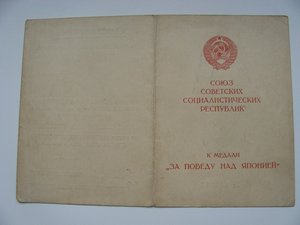 СОЮЗ
СОВЕТСКИХ
СОЦИАЛИСТИЧЕСКИХ
РЕСПУБЛИК
К МЕДАЛИ
„ЗА ПОБЕДУ НАД ЯПОНИЕЙ“